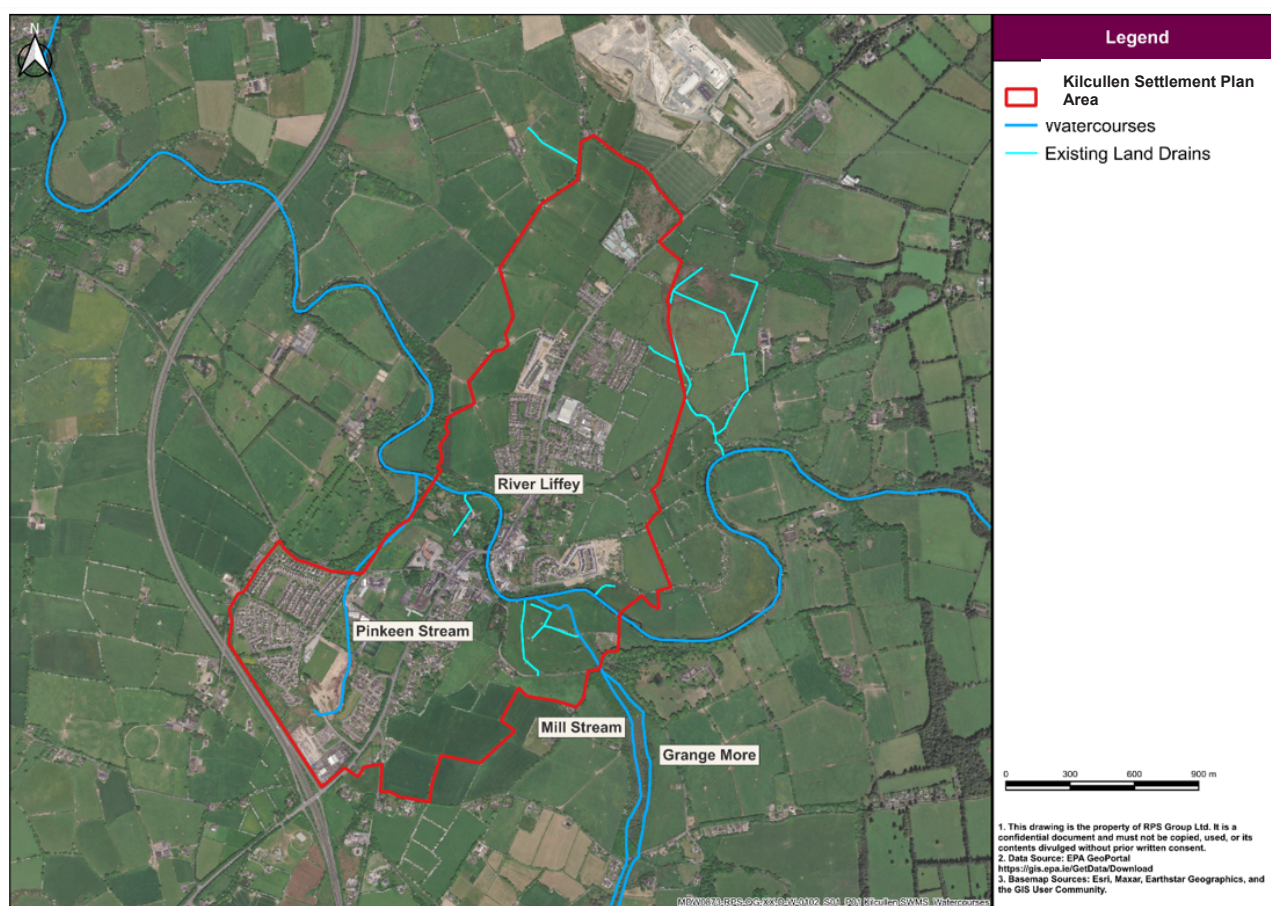 N
River Liffey
Pinkeen Stream
Mill Stream
Grange More
Legend
Kilcullen Settlement Plan
Area
Watercourses
Existing Land Drains
0 300 600 900 m
1. This drawing is the property of RPS Group Ltd. It is a
confidential document and must not be copied, used, or its
contents divulged without prior written consent.
2. Data Source: EPA GeoPortal
https://gis.epa.ie/GetData/Download
3. Basemap Sources: Esri, Maxar, Earthstar Geographics, and
the GIS User Community.
Kilcullen SWMS, Watercourses